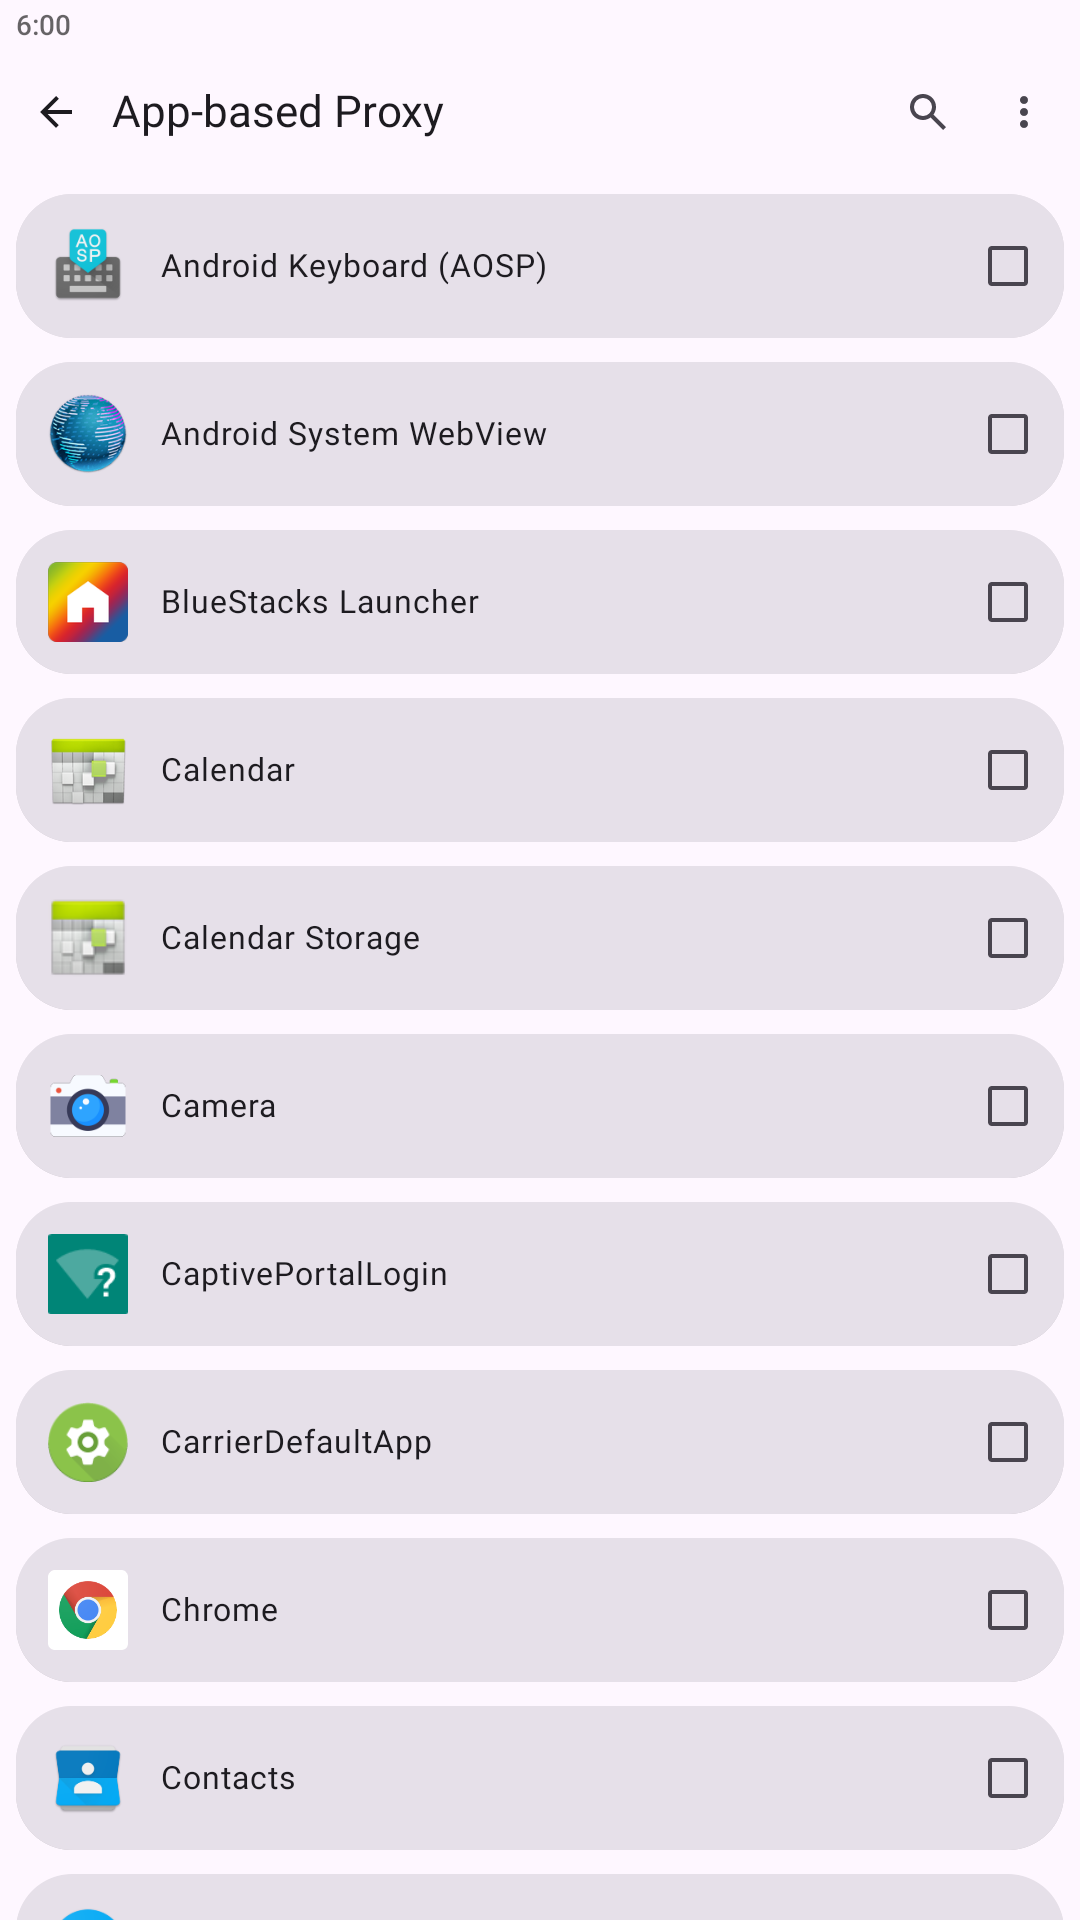 6:00
App-based Proxy
AO
SP
Android Keyboard (AOSP)
Android System WebView
BlueStacks Launcher
Calendar
Calendar Storage
Camera
?
CaptivePortalLogin
CarrierDefaultApp
Chrome
Contacts